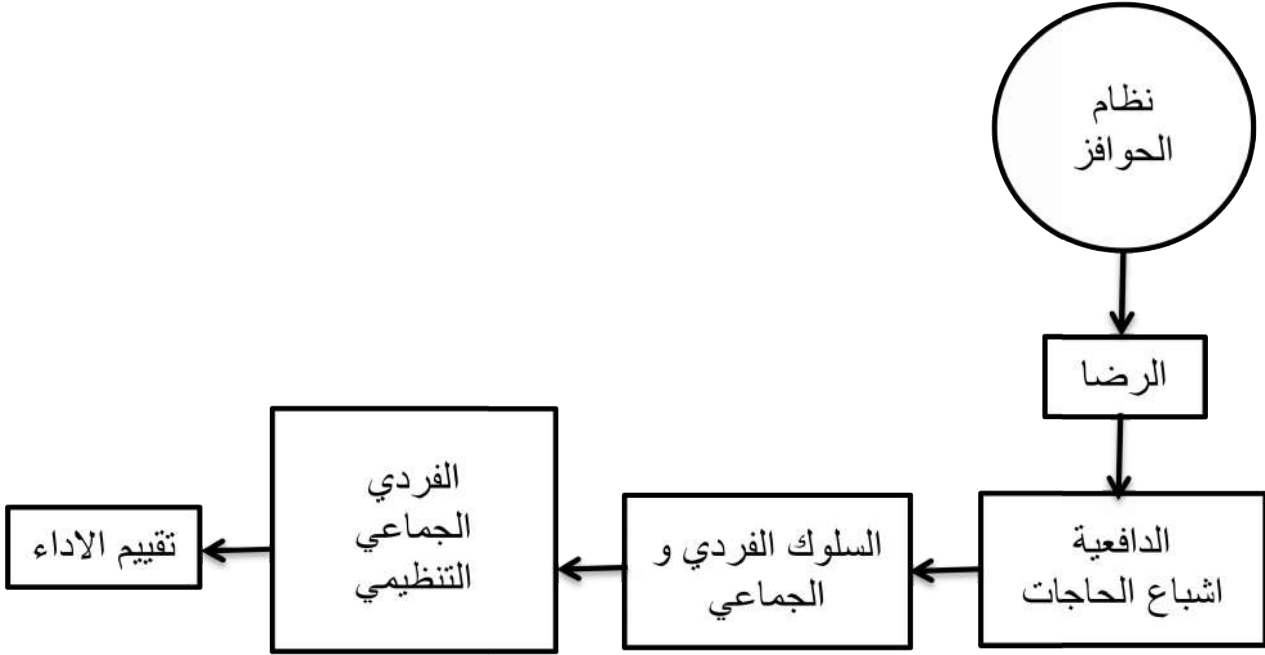 نظام
الحوافز
الرضا
الدافعية
اشباع الحاجات
السلوك الفردي و
الجماعي
الفردي
الجماعي
التنظيمي
تقييم الاداء